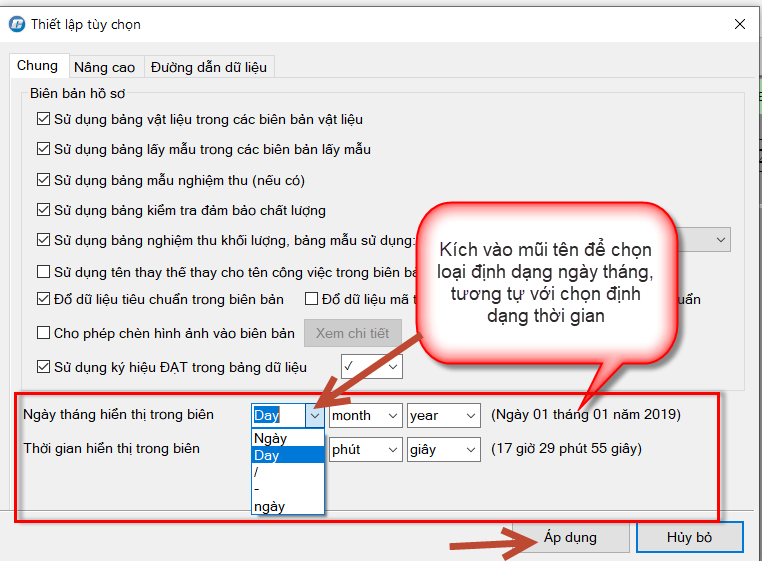 Thiết lập tùy chọn
Chung Nâng cao Đường dẫn dữ liệu
Biên bản hồ sơ
Sử dụng bảng vật liệu trong các biên bản vật liệu
Sử dụng bảng lấy mẫu trong các biên bản lấy mẫu
Sử dụng bảng mẫu nghiệm thu (nếu có)
Sử dụng bảng kiểm tra đảm bảo chất lượng
Sử dụng bảng nghiệm thu khối lượng, bảng mẫu sử dụng:
Kích vào mũi tên để chọn
loại định dạng ngày tháng,
tương tự với chọn định
dạng thời gian
Sử dụng tên thay thế thay cho tên công việc trong biên
Đổ dữ liệu tiêu chuẩn trong biên bản Đổ dữ liệu mã
Cho phép chèn hình ảnh vào biên bản Xem chi tiết
Sử dụng ký hiệu ĐẠT trong bảng dữ liệu ✓
Ngày tháng hiển thị trong biên Day month year (Ngày 01 tháng 01 năm 2019)
Thời gian hiển thị trong biên phút giây (17 giờ 29 phút 55 giây)
Ngày
Day
/
-
ngày
Áp dụng Hủy bỏ